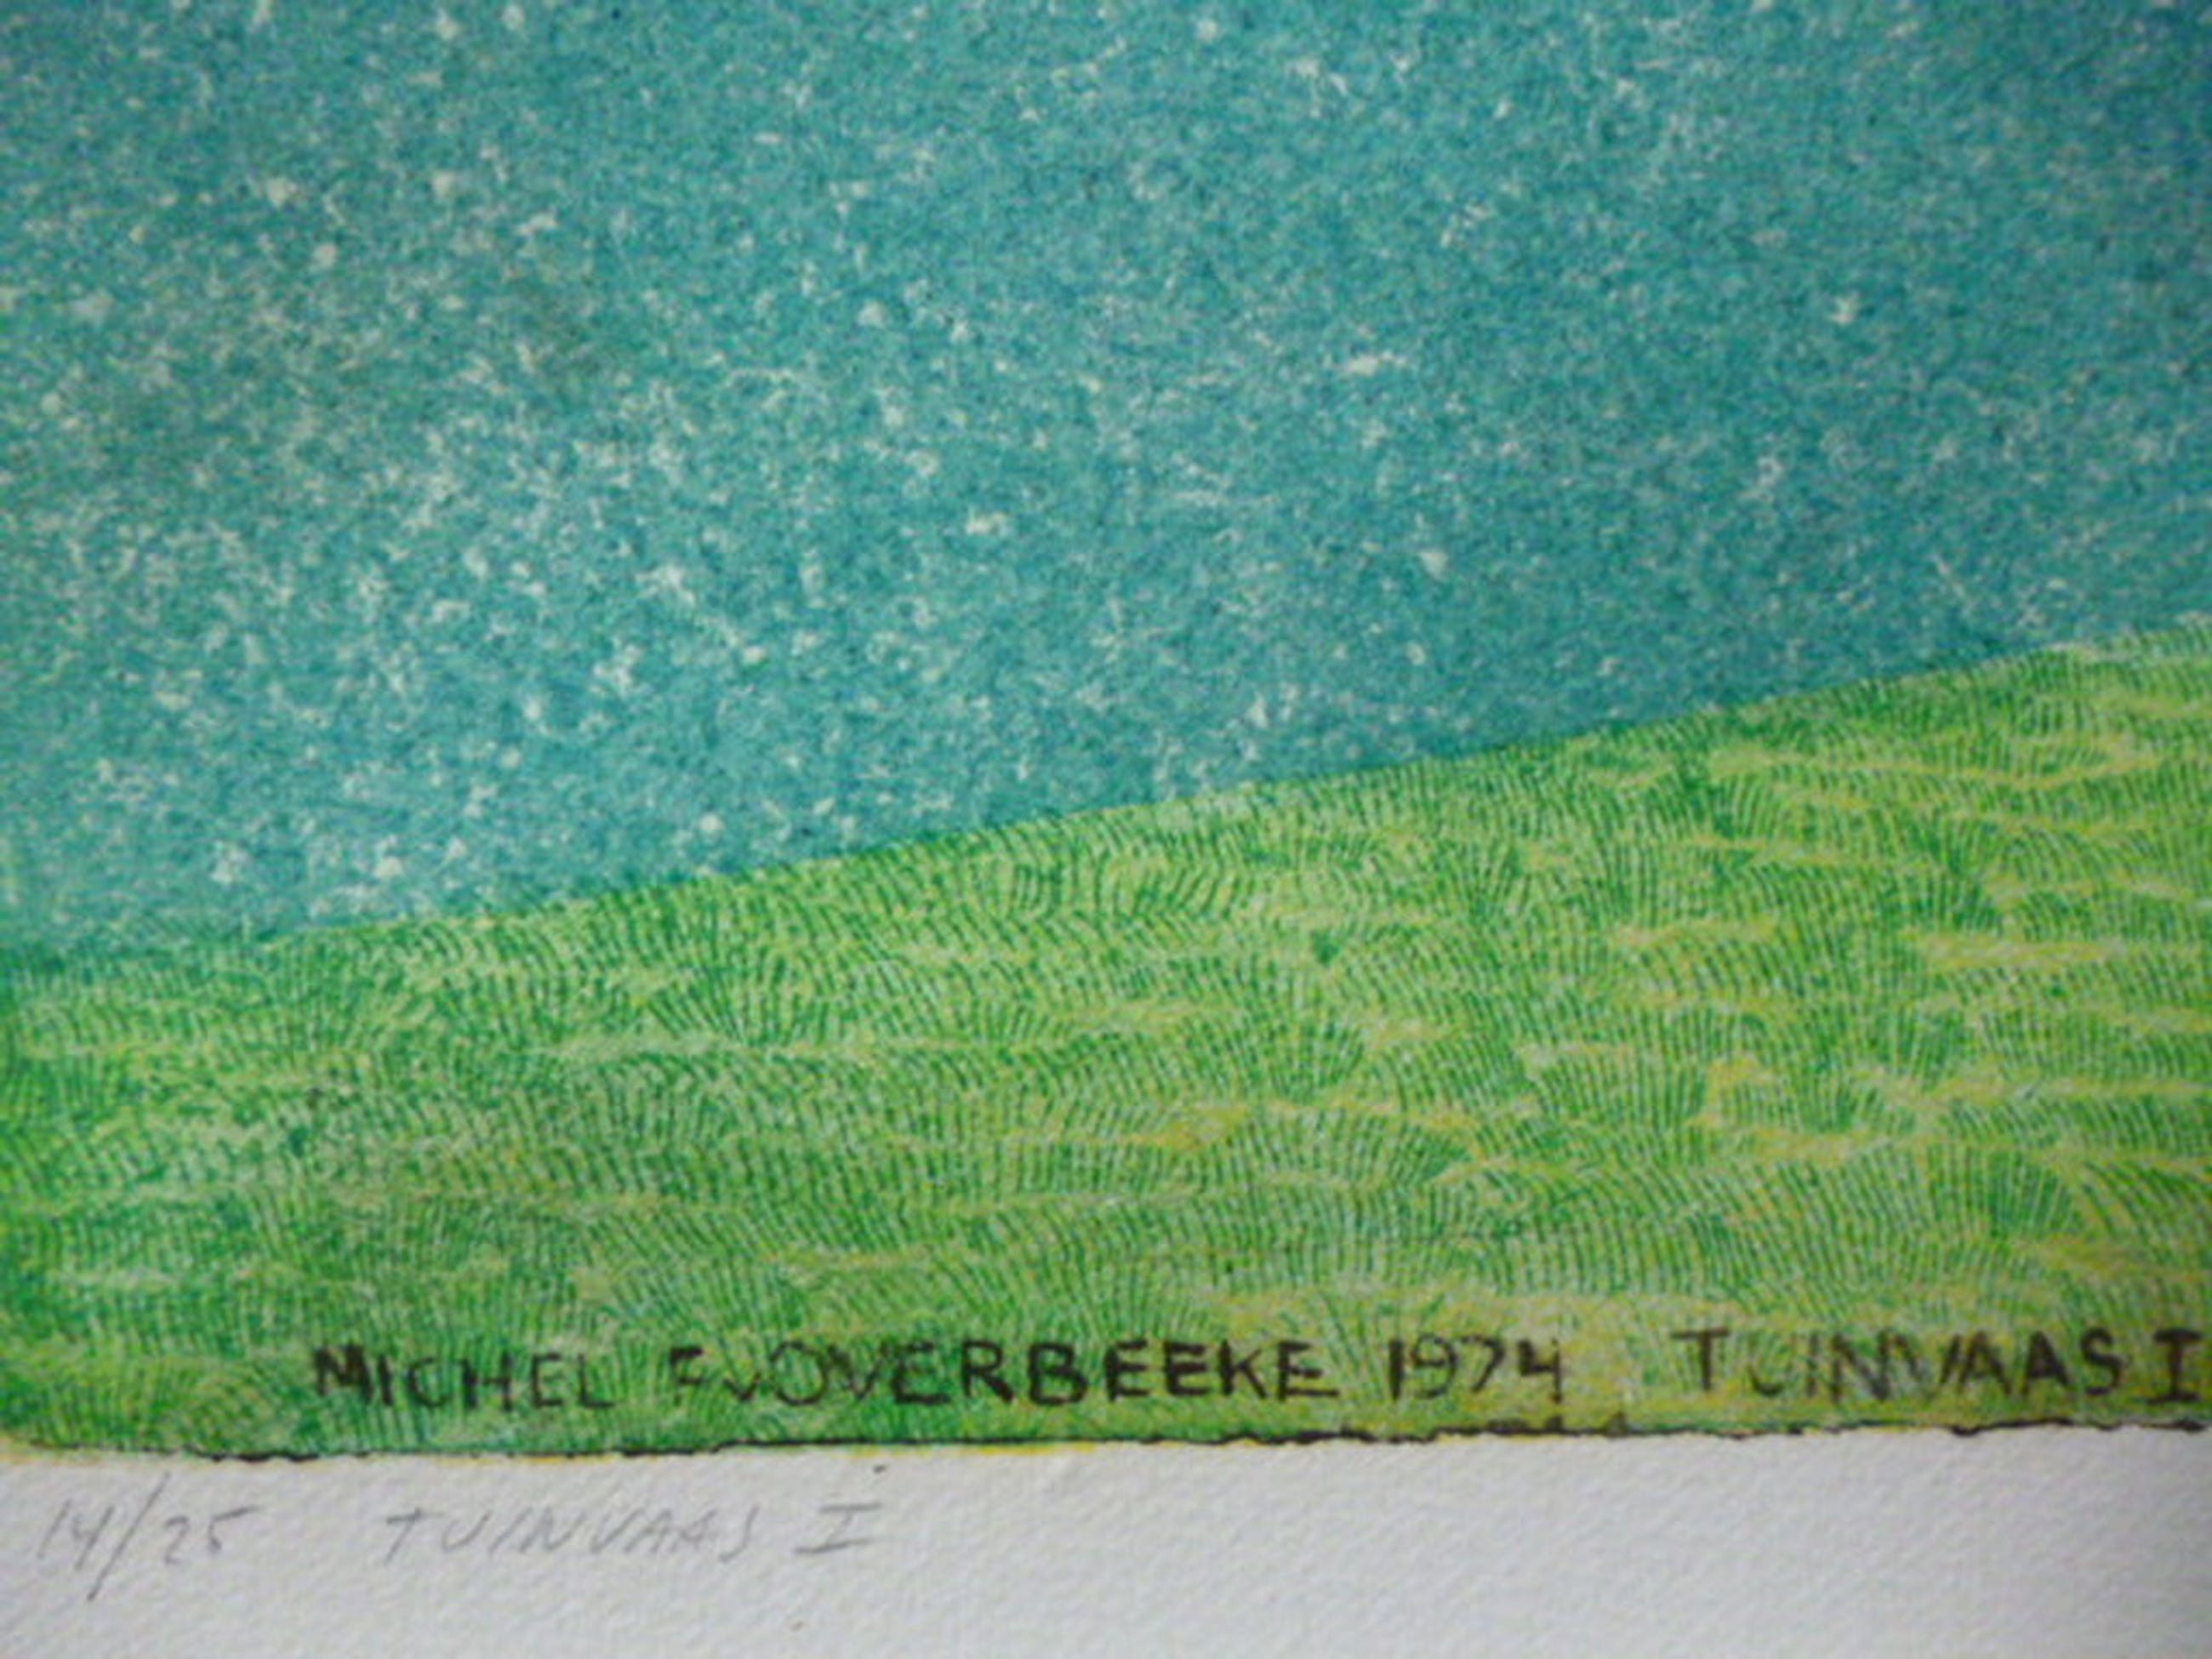 MICHEL F.v OVERBEEKE 1974 TUINVAAS I
14/25 TUINVAAS I